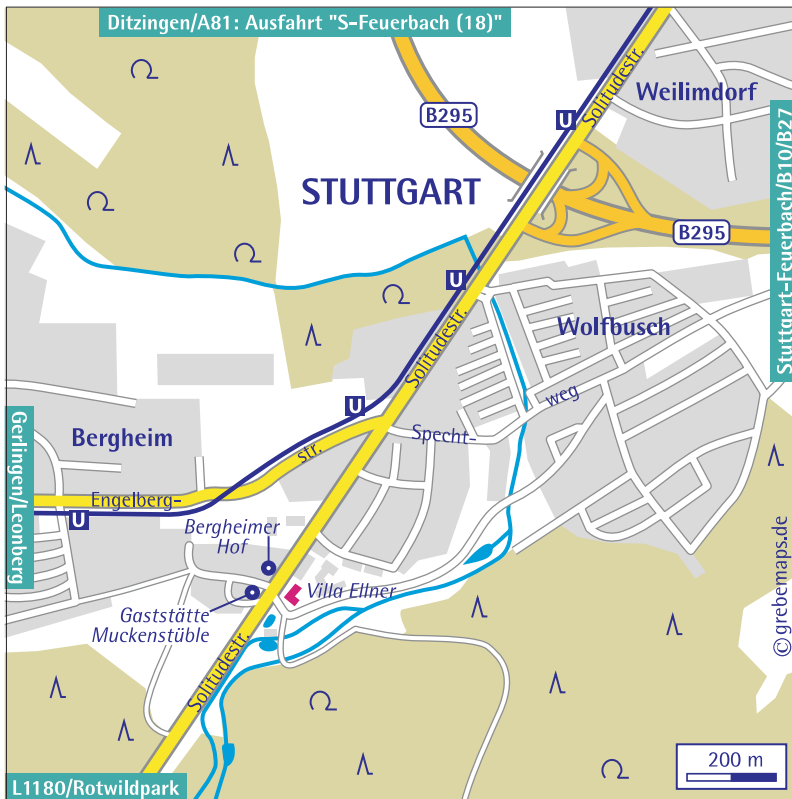 Ditzingen/A81: Ausfahrt "S-Feuerbach (18)"
Solitudestr.
Weilimdorf
B295
U
Stuttgart-Feuerbach/B10/B27
STUTTGART
B295
U
Wolfbusch
Solitudestr.
weg
U
Specht-
Bergheim
str.
Gerlingen/Leonberg
Engelberg-
U
Bergheimer
Hof
Villa Ellner
Gaststätte
Muckenstüble
Solitudestr.
© grebemaps.de
200 m
L1180/Rotwildpark